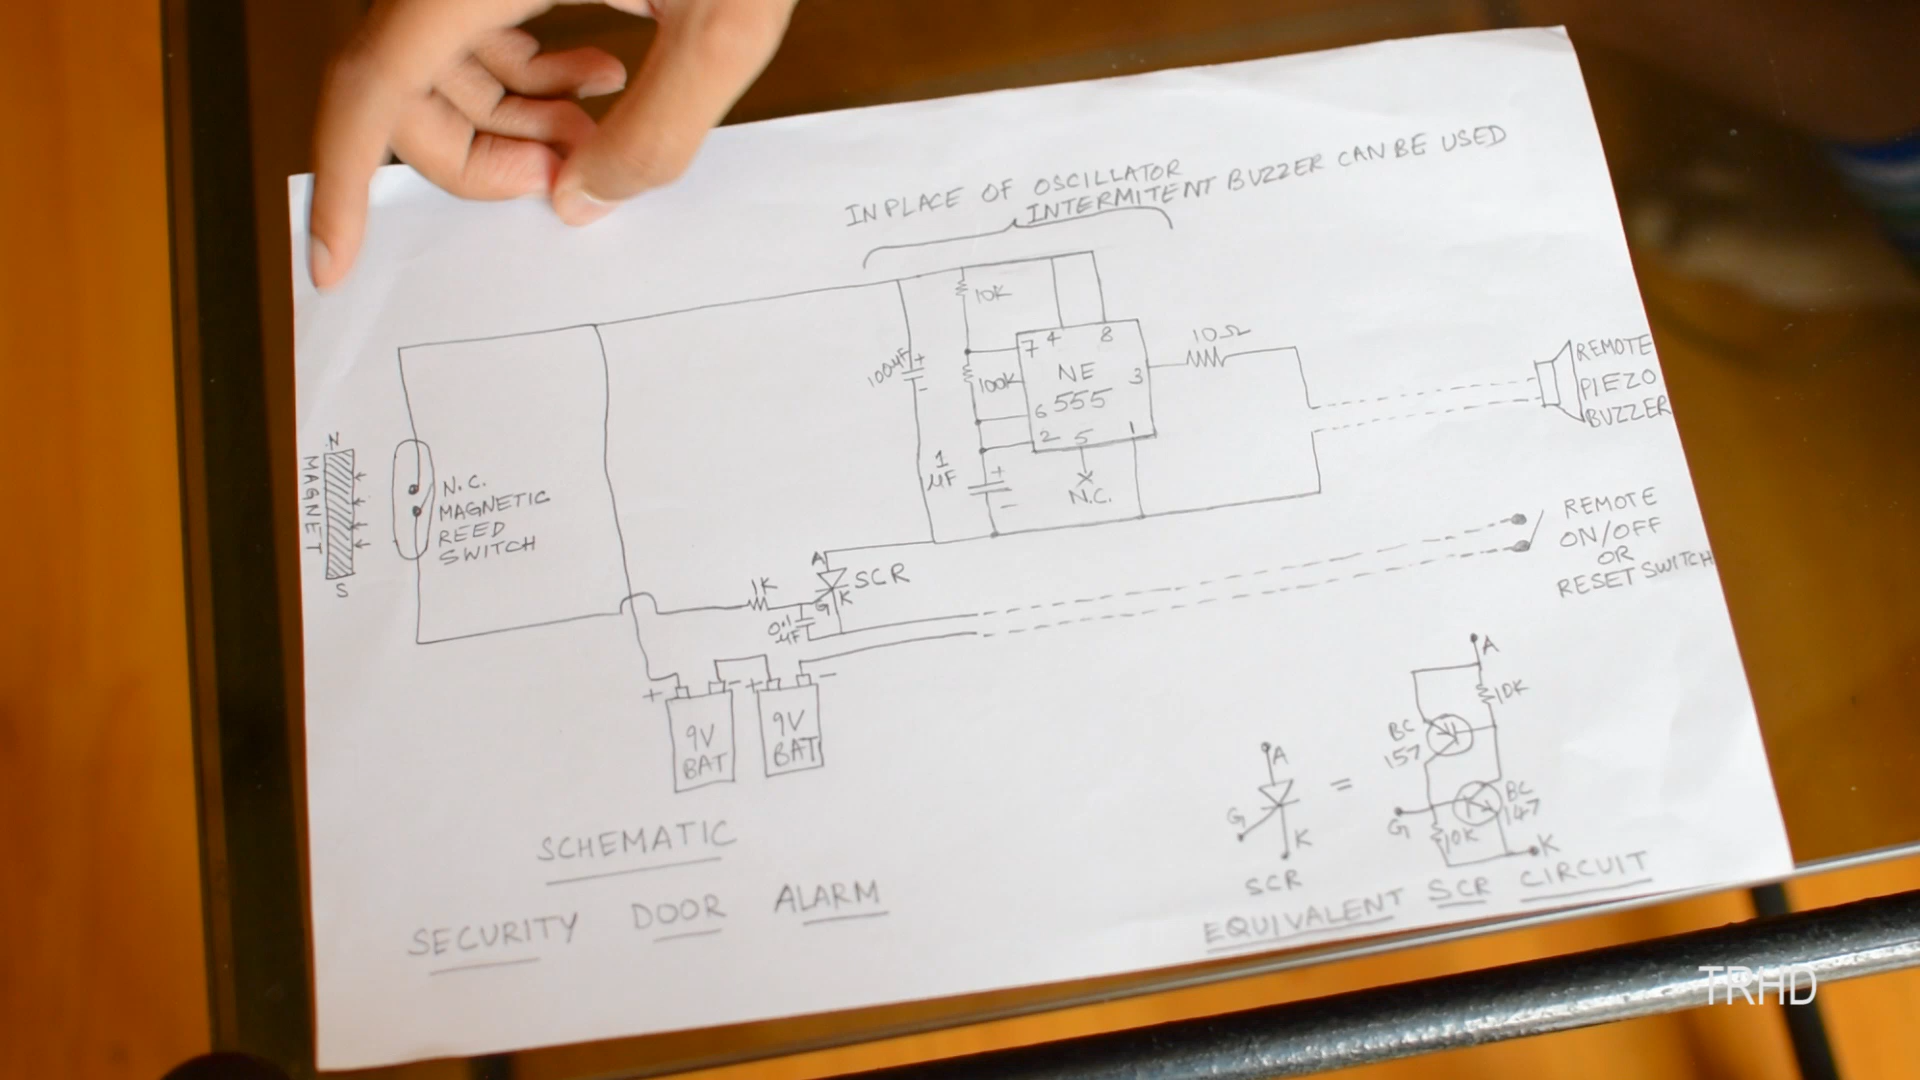 IN PLACE OF OSCILLATOR
INTERMITENT BUZZER CAN BE USED
10K
100µF
+
-
100K
7
4
8
NE
555
3
6
2
5
1
10Ω
REMOTE
PIEZO
BUZZER
1
µF
+
-
N.C.
N
MAGNET
S
N.C.
MAGNETIC
REED
SWITCH
REMOTE
ON/OFF
OR
RESET SWITCH
A
SCR
K
G
1K
0.1
µF
+
-
+
-
9V
BAT
9V
BAT
SCHEMATIC
SECURITY DOOR ALARM
A
G
K
SCR
=
A
10K
BC
157
BC
147
G
10K
K
EQUIVALENT SCR CIRCUIT
TRHD